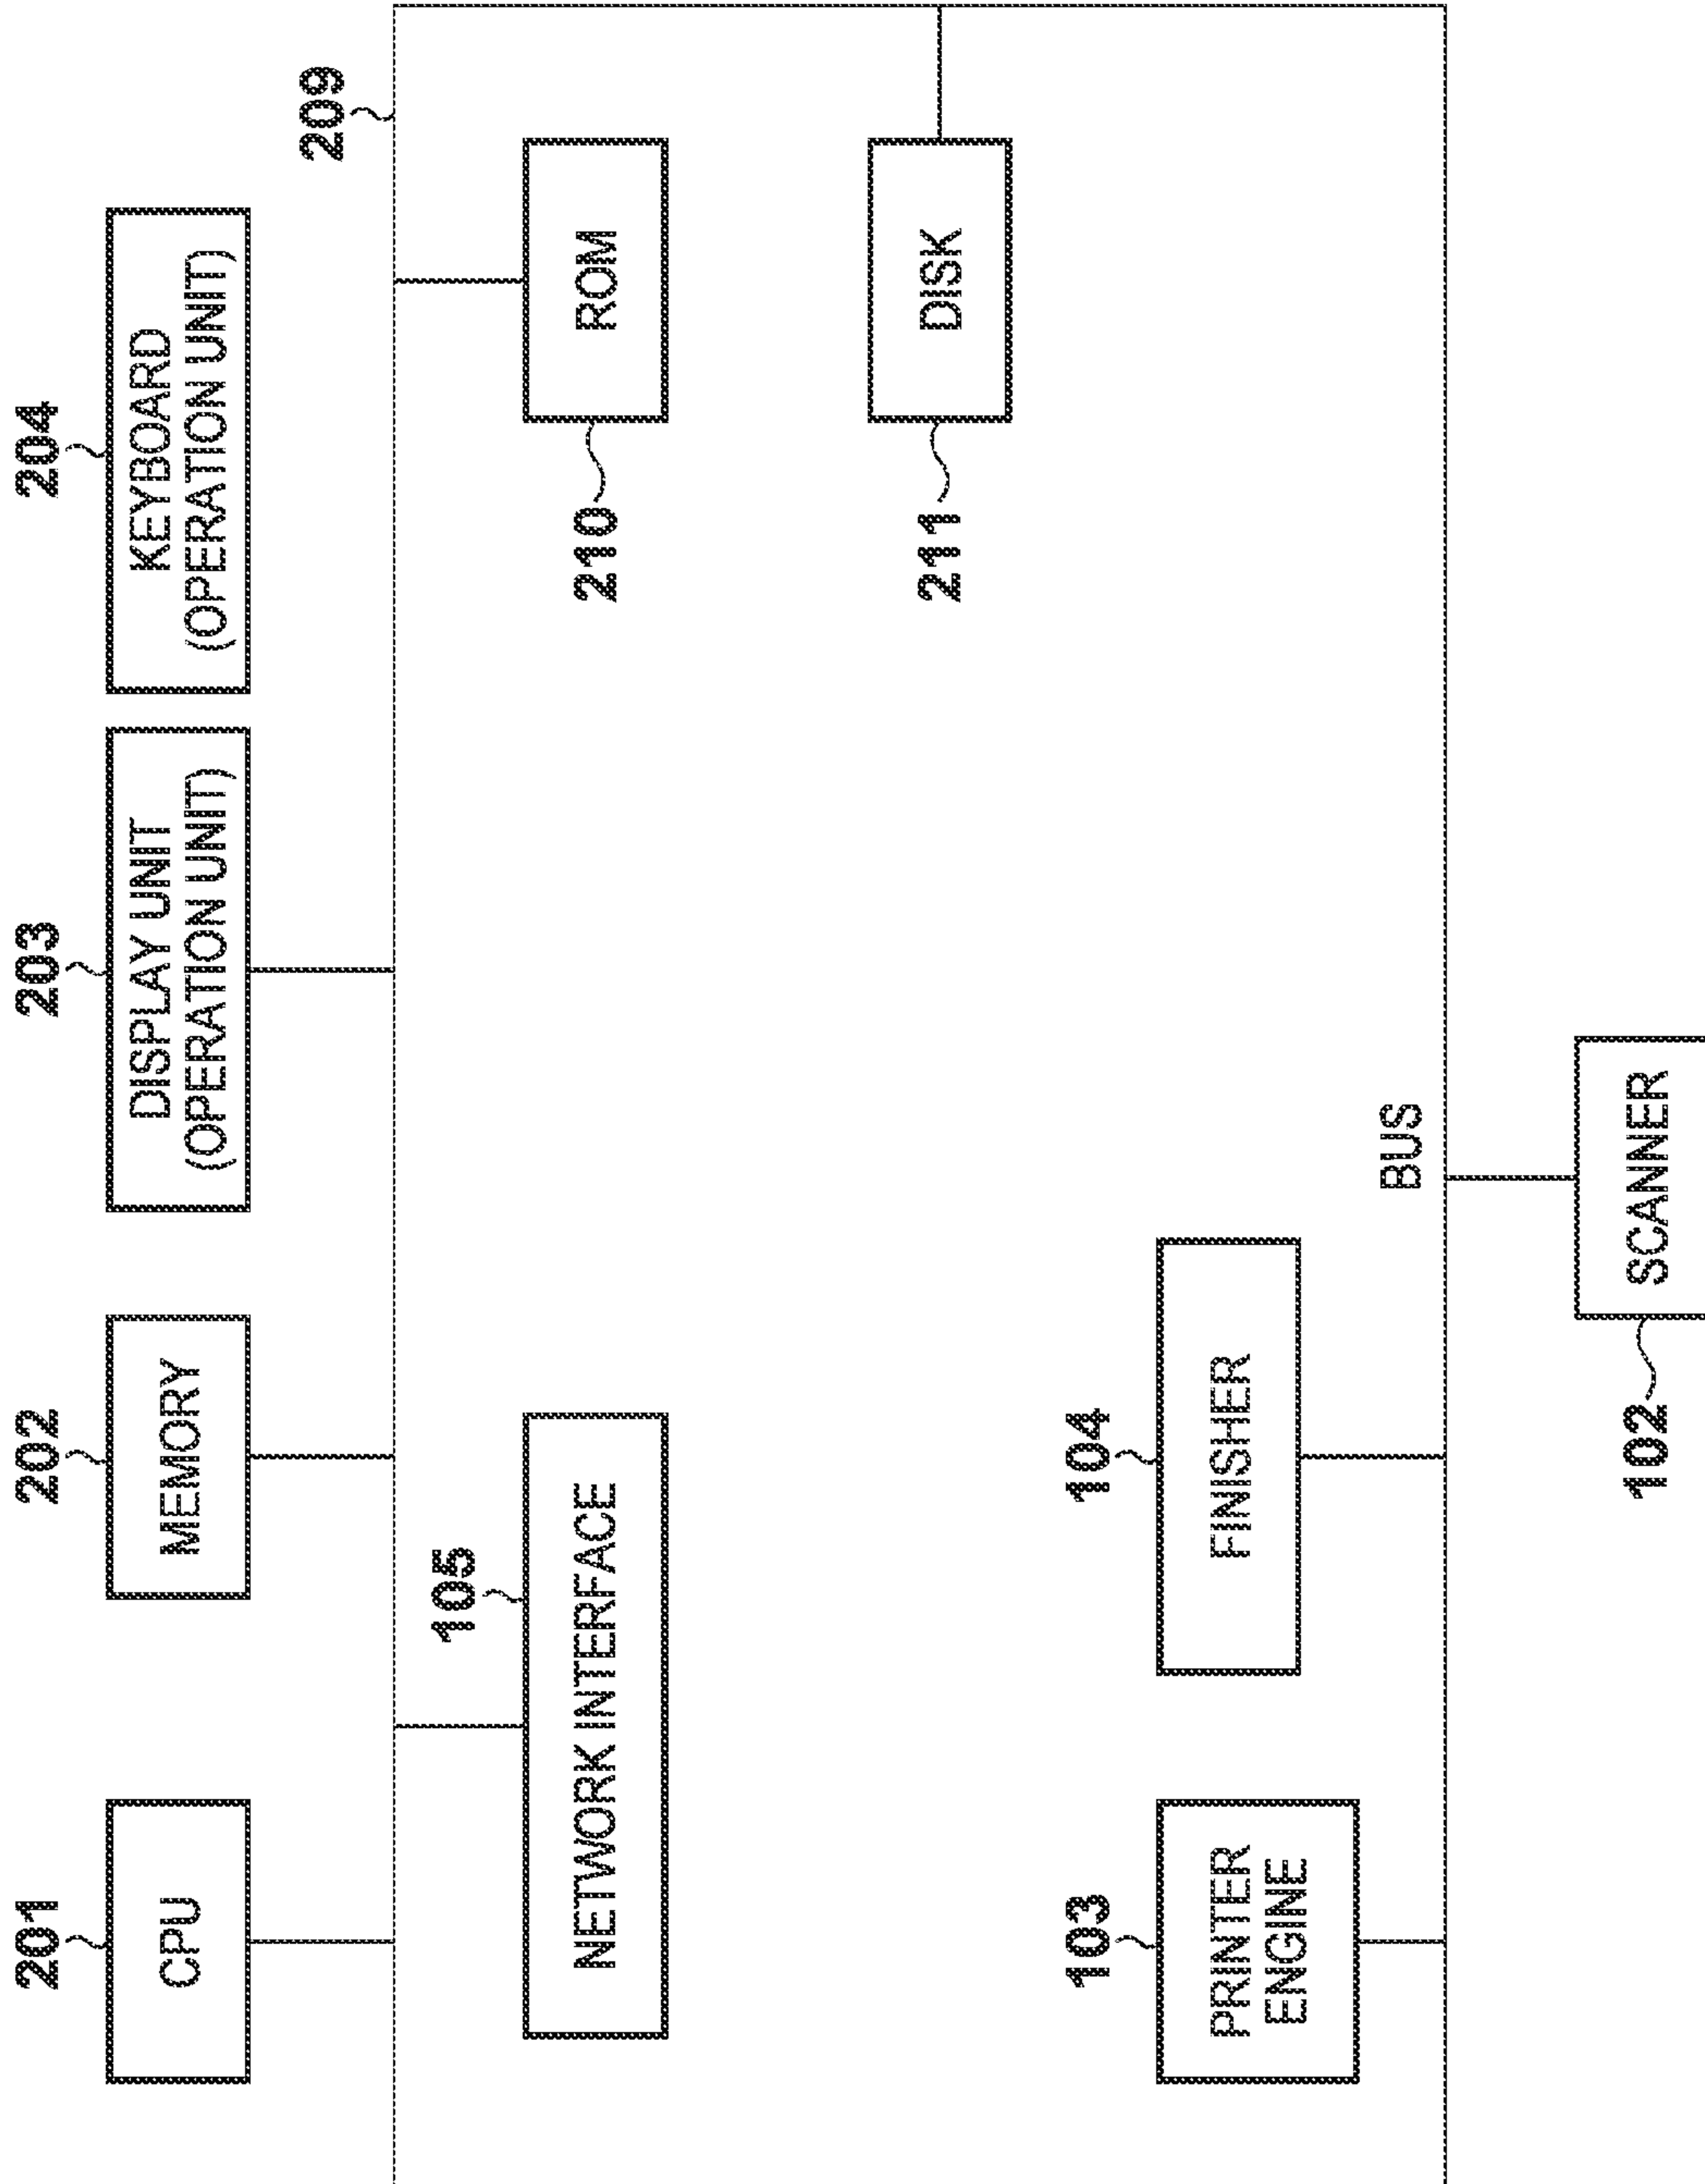 201
CPU
202
MEMORY
203
DISPLAY UNIT
(OPERATION UNIT)
204
KEYBOARD
(OPERATION UNIT)
209
105
NETWORK INTERFACE
210
ROM
211
DISK
103
PRINTER
ENGINE
104
FINISHER
BUS
102
SCANNER